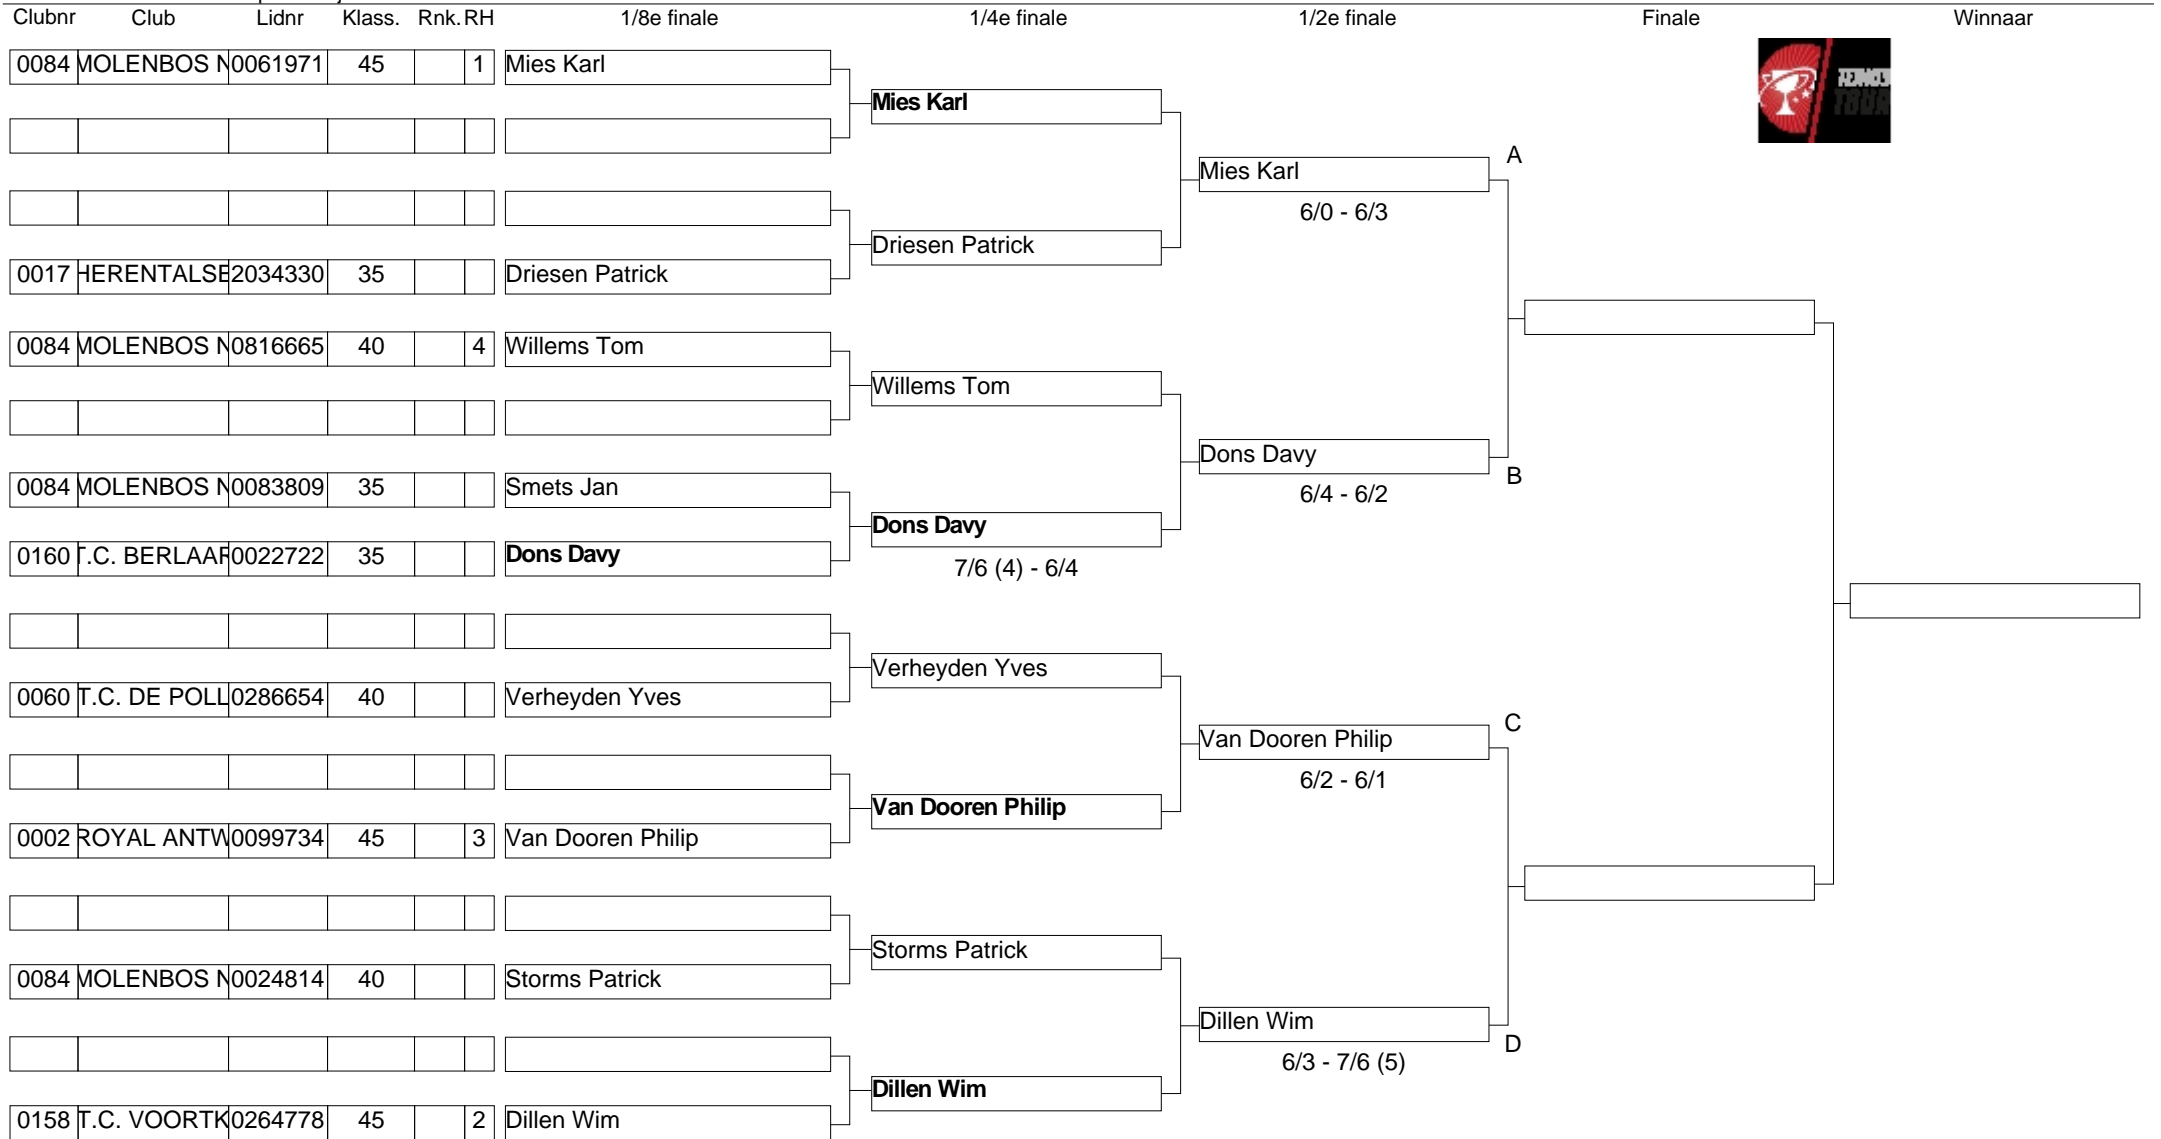 Clubnr Club Lidnr Klass. Rnk. RH 1/8e finale 1/4e finale 1/2e finale Finale Winnaar
0084 MOLENBOS N 0061971 45 1 Mies Karl
Mies Karl
A
Mies Karl
6/0 - 6/3
Driesen Patrick
0017 HERENTALSE 2034330 35 Driesen Patrick
0084 MOLENBOS N 0816665 40 4 Willems Tom
Willems Tom
Dons Davy
B
6/4 - 6/2
0084 MOLENBOS N 0083809 35 Smets Jan
Dons Davy
0160 T.C. BERLAAR 0022722 35 Dons Davy
7/6 (4) - 6/4
Verheyden Yves
0060 T.C. DE POLL 0286654 40 Verheyden Yves
C
Van Dooren Philip
6/2 - 6/1
Van Dooren Philip
0002 ROYAL ANTW 0099734 45 3 Van Dooren Philip
Storms Patrick
0084 MOLENBOS N 0024814 40 Storms Patrick
Dillen Wim
D
6/3 - 7/6 (5)
Dillen Wim
0158 T.C. VOORTK 0264778 45 2 Dillen Wim